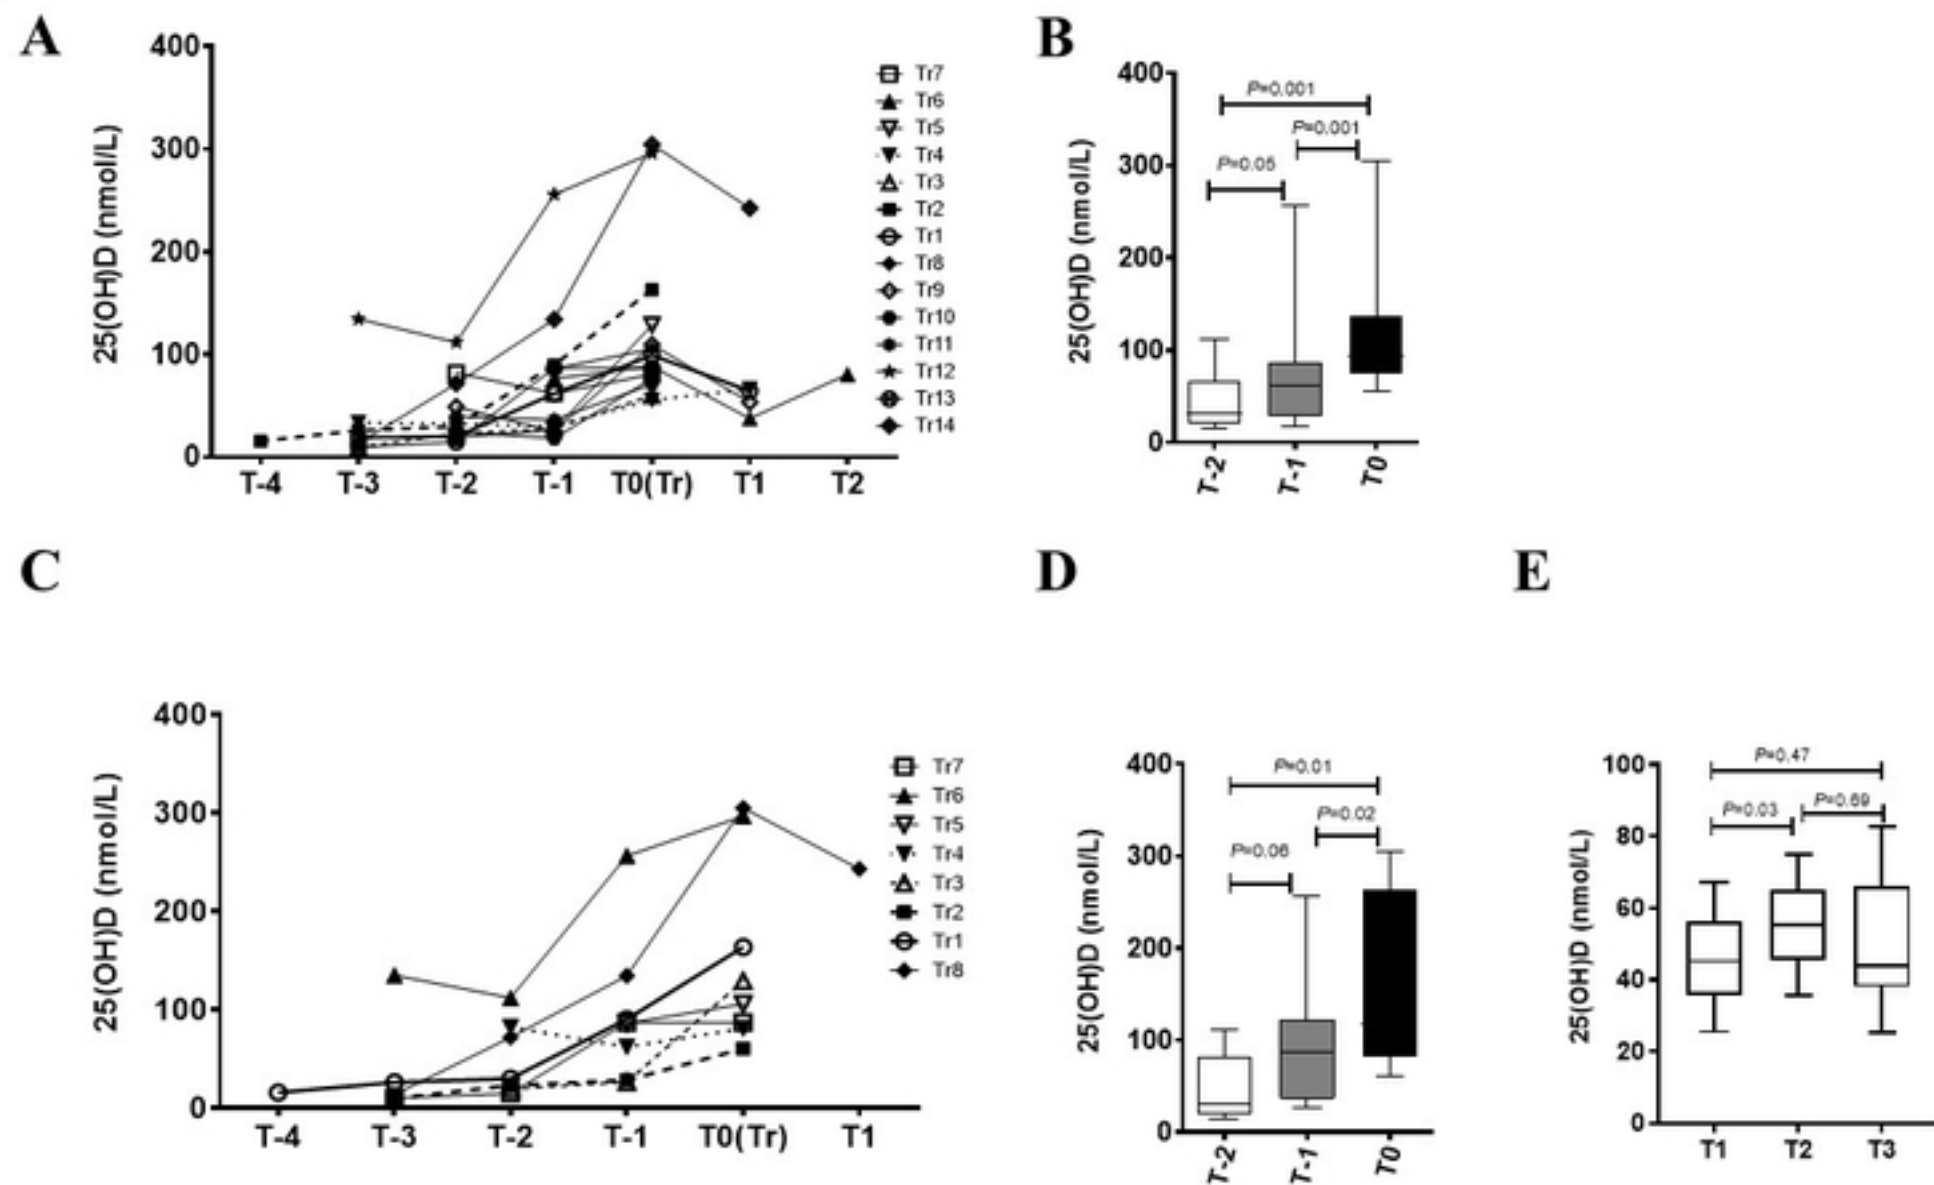 A
400
300
200
100
0
25(OH)D (nmol/L)
T-4 T-3 T-2 T-1 T0(Tr) T1 T2
Tr7
Tr6
Tr5
Tr4
Tr3
Tr2
Tr1
Tr8
Tr9
Tr10
Tr11
Tr12
Tr13
Tr14
B
400
300
200
100
0
25(OH)D (nmol/L)
P=0.001
P=0.001
P=0.05
T-2 T-1 T0
C
400
300
200
100
0
25(OH)D (nmol/L)
T-4 T-3 T-2 T-1 T0(Tr) T1
Tr7
Tr6
Tr5
Tr4
Tr3
Tr2
Tr1
Tr8
D
400
300
200
100
0
25(OH)D (nmol/L)
P=0.01
P=0.02
P=0.06
T-2 T-1 T0
E
100
80
60
40
20
0
25(OH)D (nmol/L)
P=0.47
P=0.03 P=0.69
T1 T2 T3